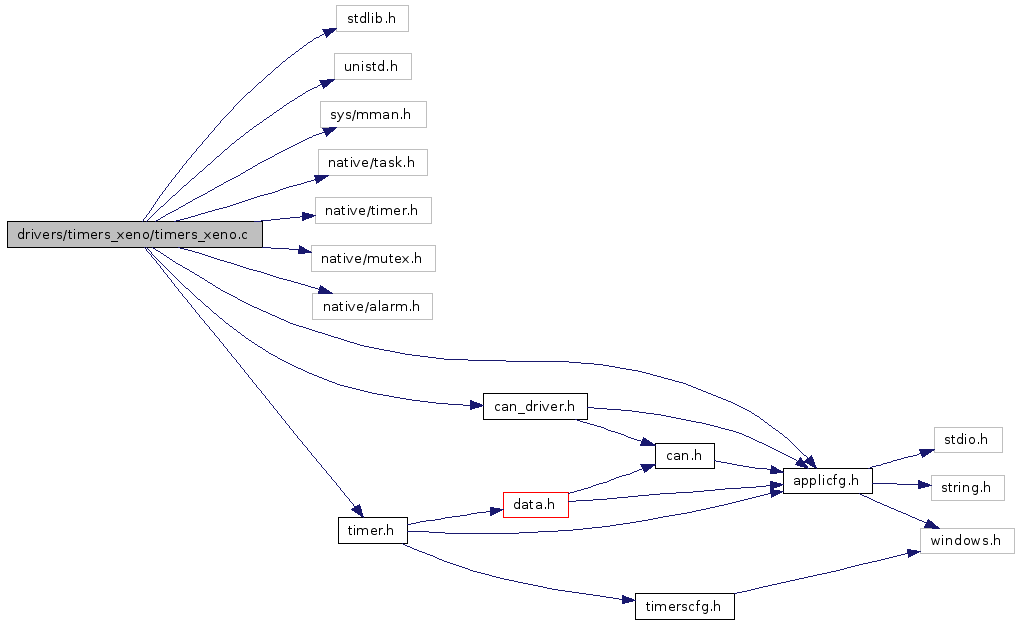 stdlib.h
unistd.h
sys/mman.h
native/task.h
native/timer.h
drivers/timers_xeno/timers_xeno.c
native/mutex.h
native/alarm.h
can_driver.h
stdio.h
can.h
applicfg.h
string.h
data.h
timer.h
windows.h
timerscfg.h